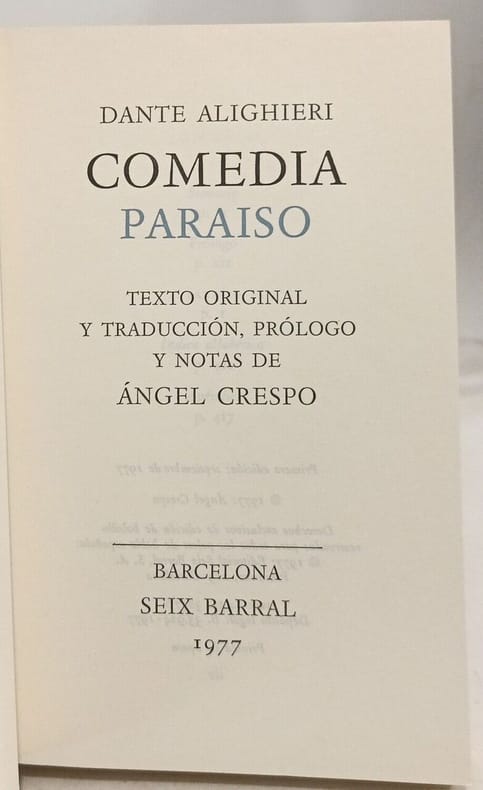 DANTE ALIGHIERI
COMEDIA
PARAISO
TEXTO ORIGINAL
Y TRADUCCIÓN, PRÓLOGO
Y NOTAS DE
ÁNGEL CRESPO
BARCELONA
SEIX BARRAL
1977